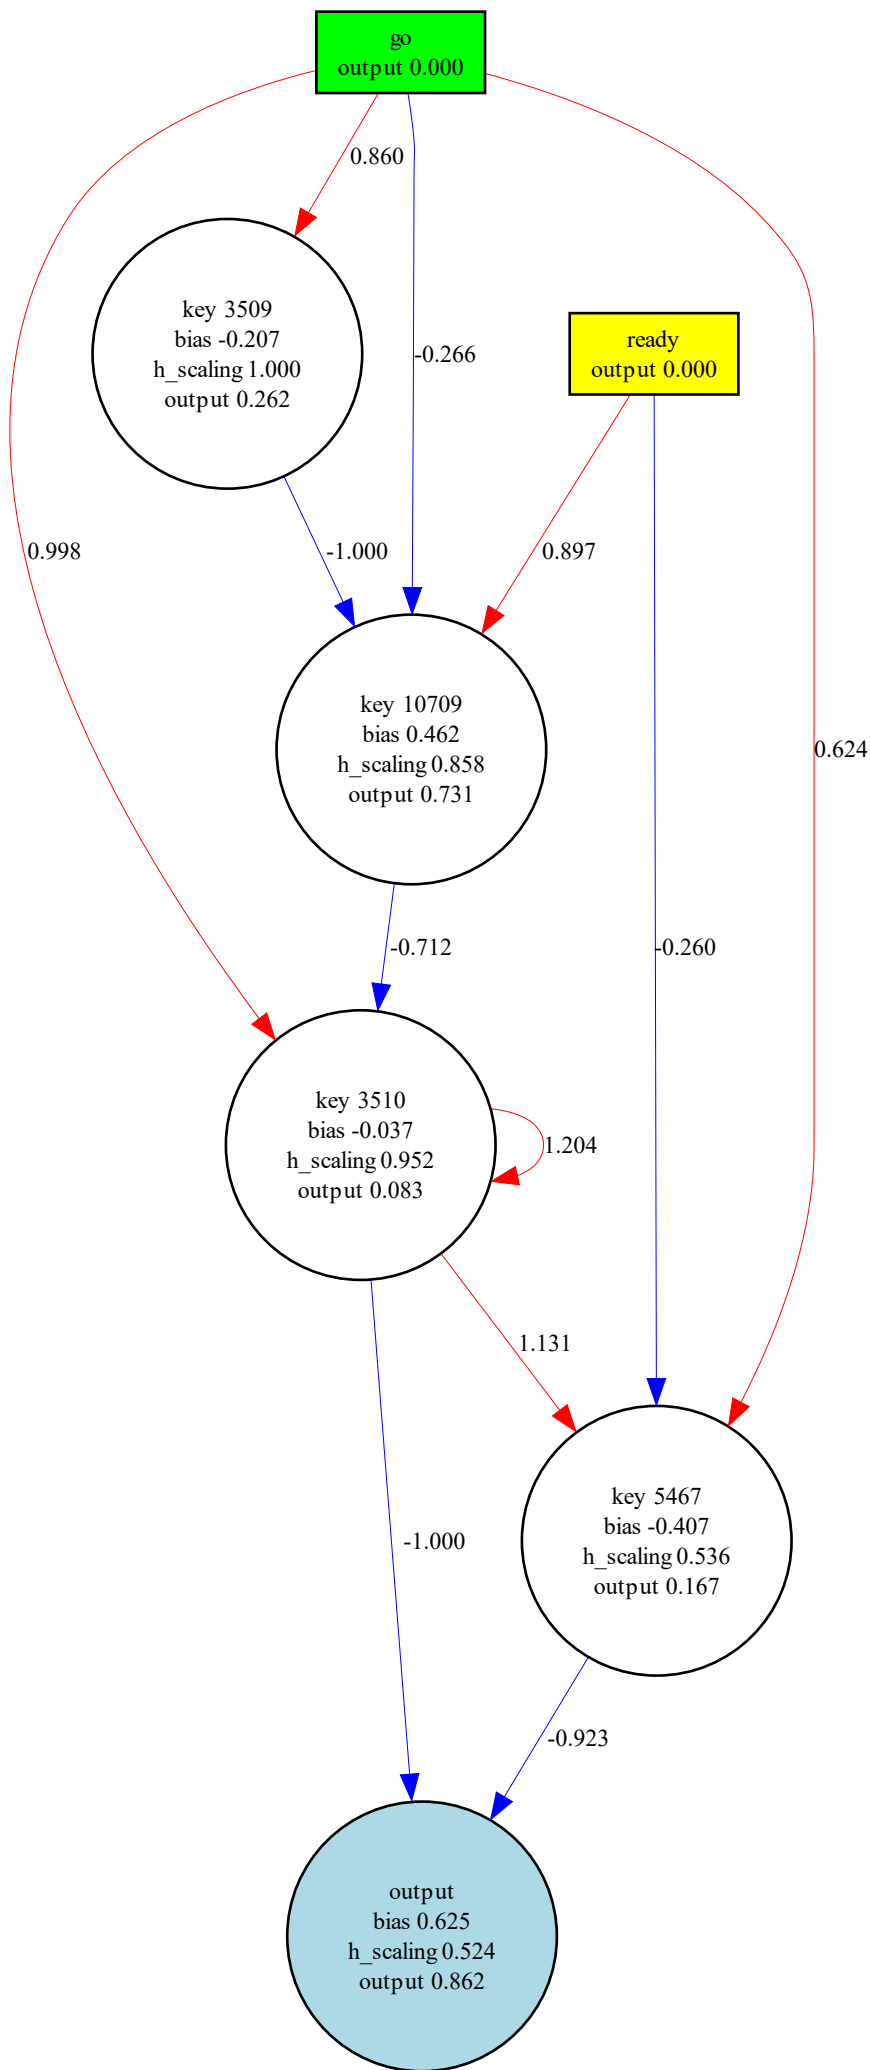 go
output 0.000
0.860
key 3509
bias -0.207
h_scaling 1.000
output 0.262
-0.266
ready
output 0.000
0.998
-1.000
0.897
key 10709
bias 0.462
h_scaling 0.858
output 0.731
0.624
-0.712
-0.260
key 3510
bias -0.037
h_scaling 0.952
output 0.083
1.204
1.131
key 5467
bias -0.407
h_scaling 0.536
output 0.167
-1.000
-0.923
output
bias 0.625
h_scaling 0.524
output 0.862